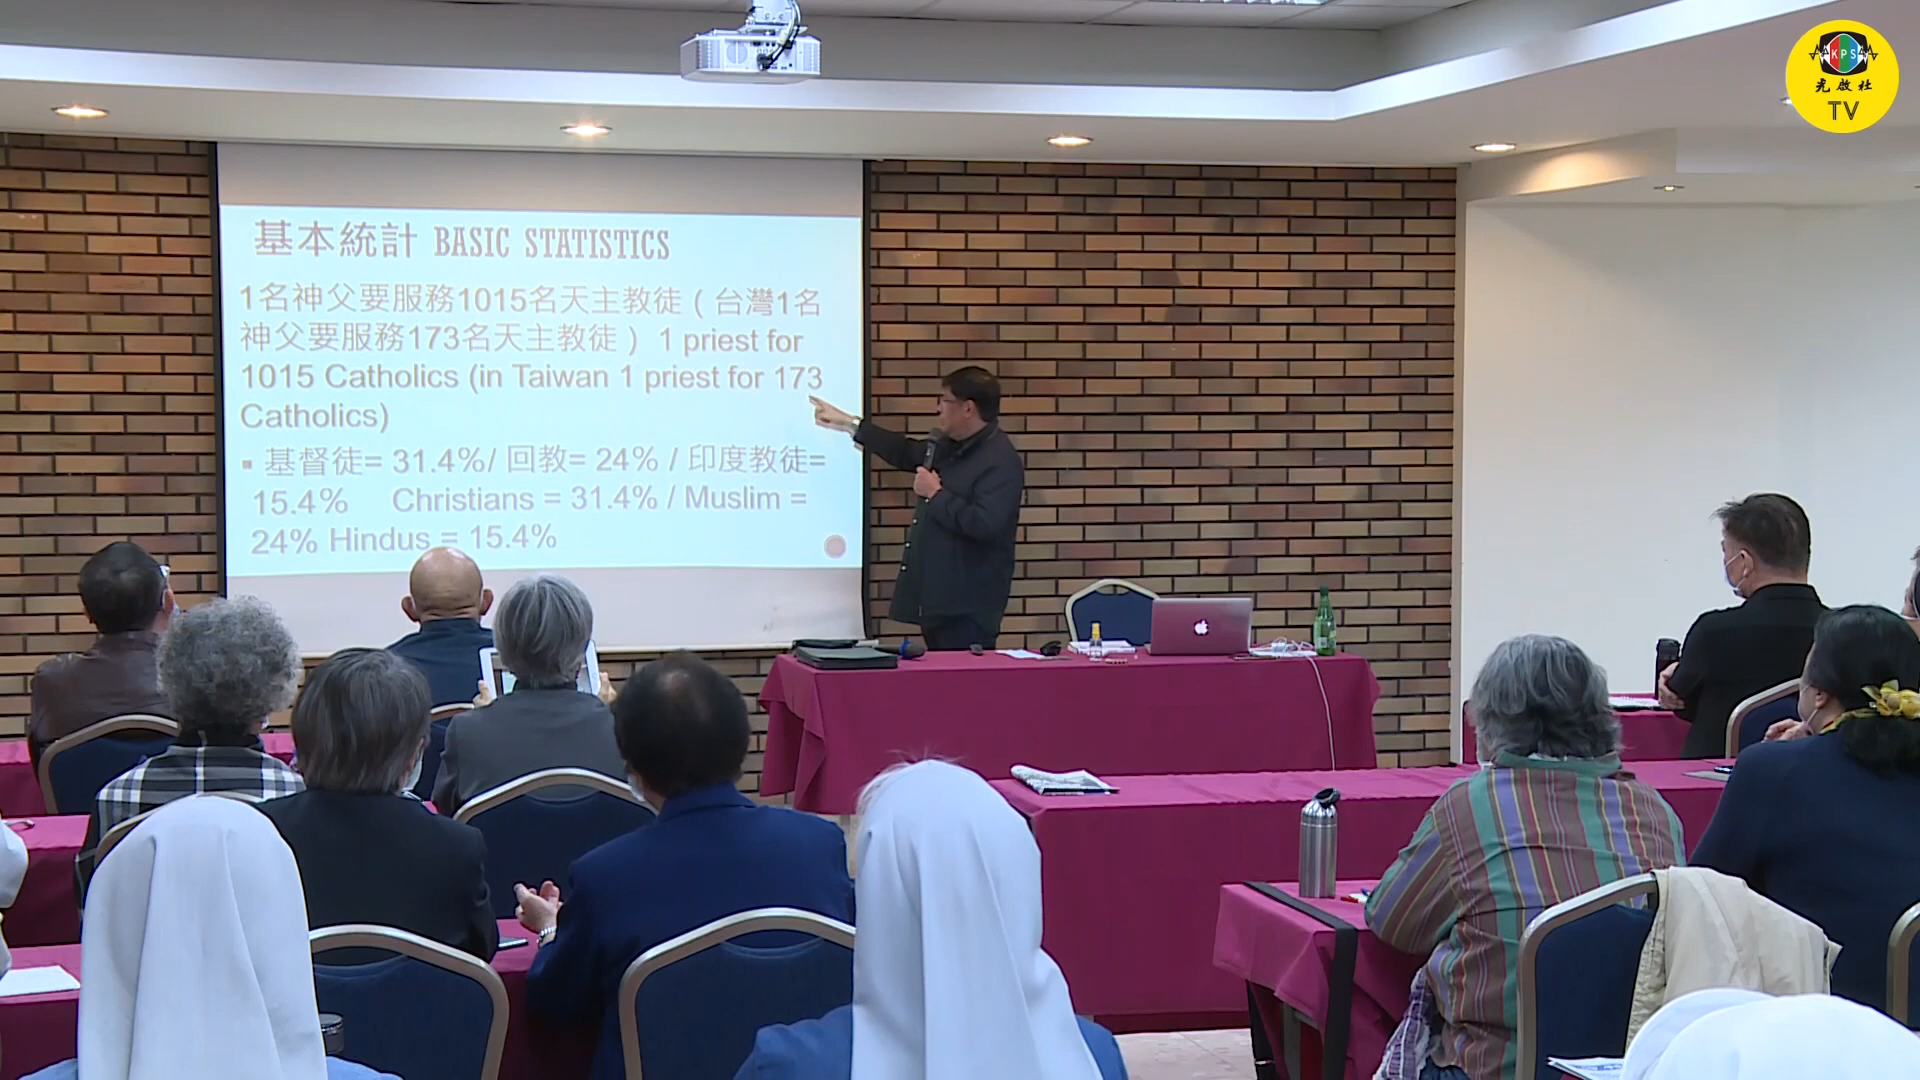 KPS
光啟社
TV
基本統計 BASIC STATISTICS
1名神父要服務1015名天主教徒（台灣1名
神父要服務173名天主教徒） 1 priest for
1015 Catholics (in Taiwan 1 priest for 173
Catholics)
▪ 基督徒= 31.4%/ 回教= 24% / 印度教徒=
15.4% Christians = 31.4% / Muslim =
24% Hindus = 15.4%